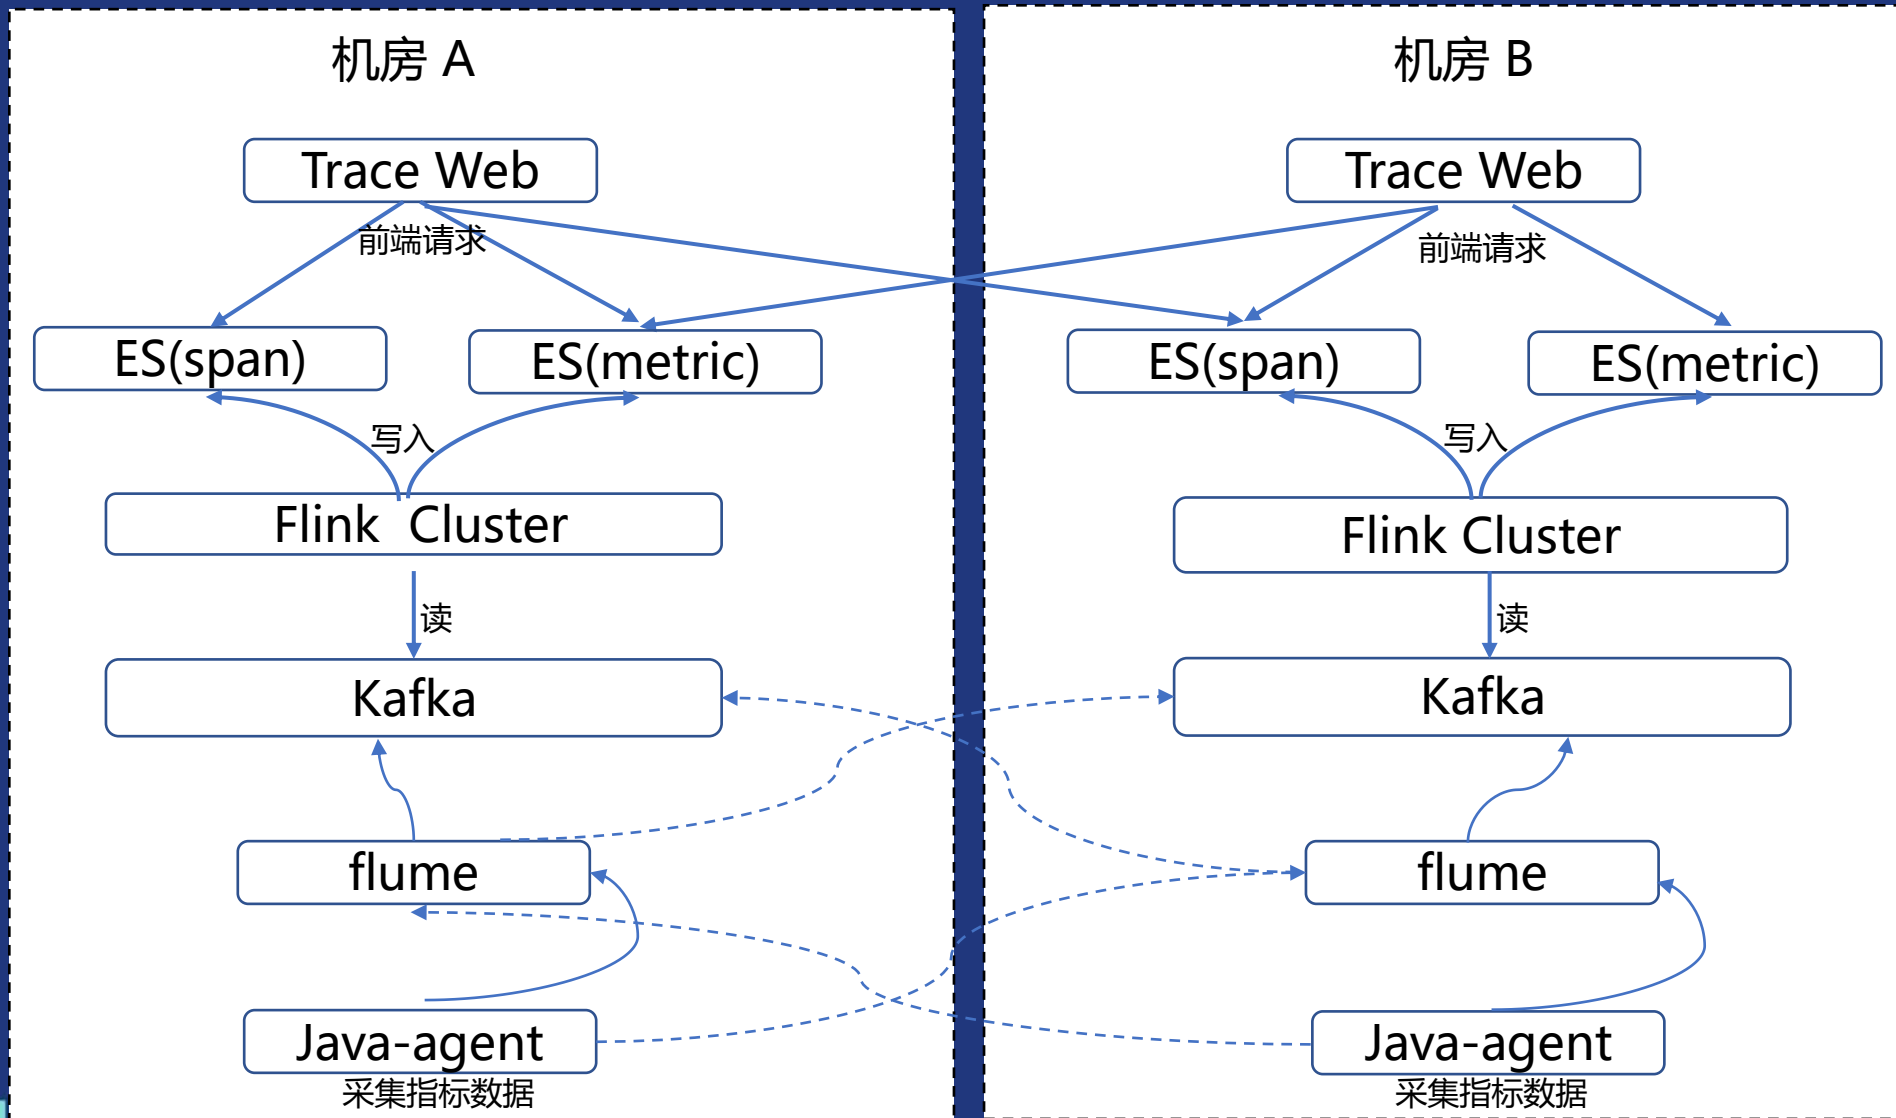 机房 A
Trace Web
前端请求
ES(span)
ES(metric)
写入
Flink  Cluster
读
Kafka
flume
Java-agent
采集指标数据
机房 B
Trace Web
前端请求
ES(span)
ES(metric)
写入
Flink Cluster
读
Kafka
flume
Java-agent
采集指标数据